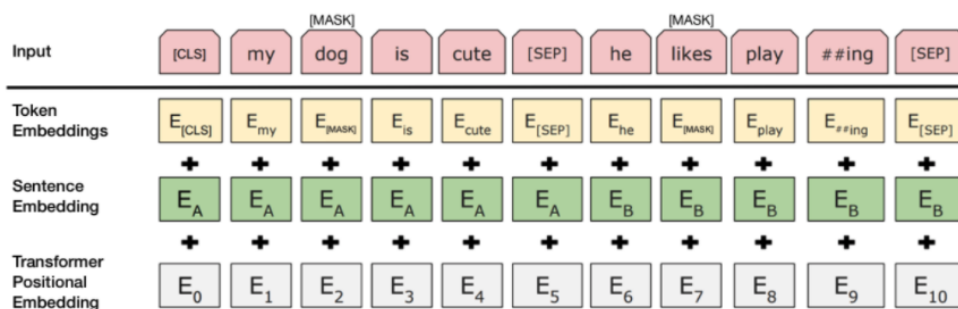 [MASK] [MASK]
Input [CLS] my dog is cute [SEP] he likes play ##ing [SEP]
Token
Embeddings
E[CLS] Emy E[MASK] Eis Ecute E[SEP] Ehe E[MASK] Eplay E##ing E[SEP]
+ + + + + + + + + + +
Sentence
Embedding
EA EA EA EA EA EA EB EB EB EB EB
+ + + + + + + + + + +
Transformer
Positional
Embedding
E0 E1 E2 E3 E4 E5 E6 E7 E8 E9 E10